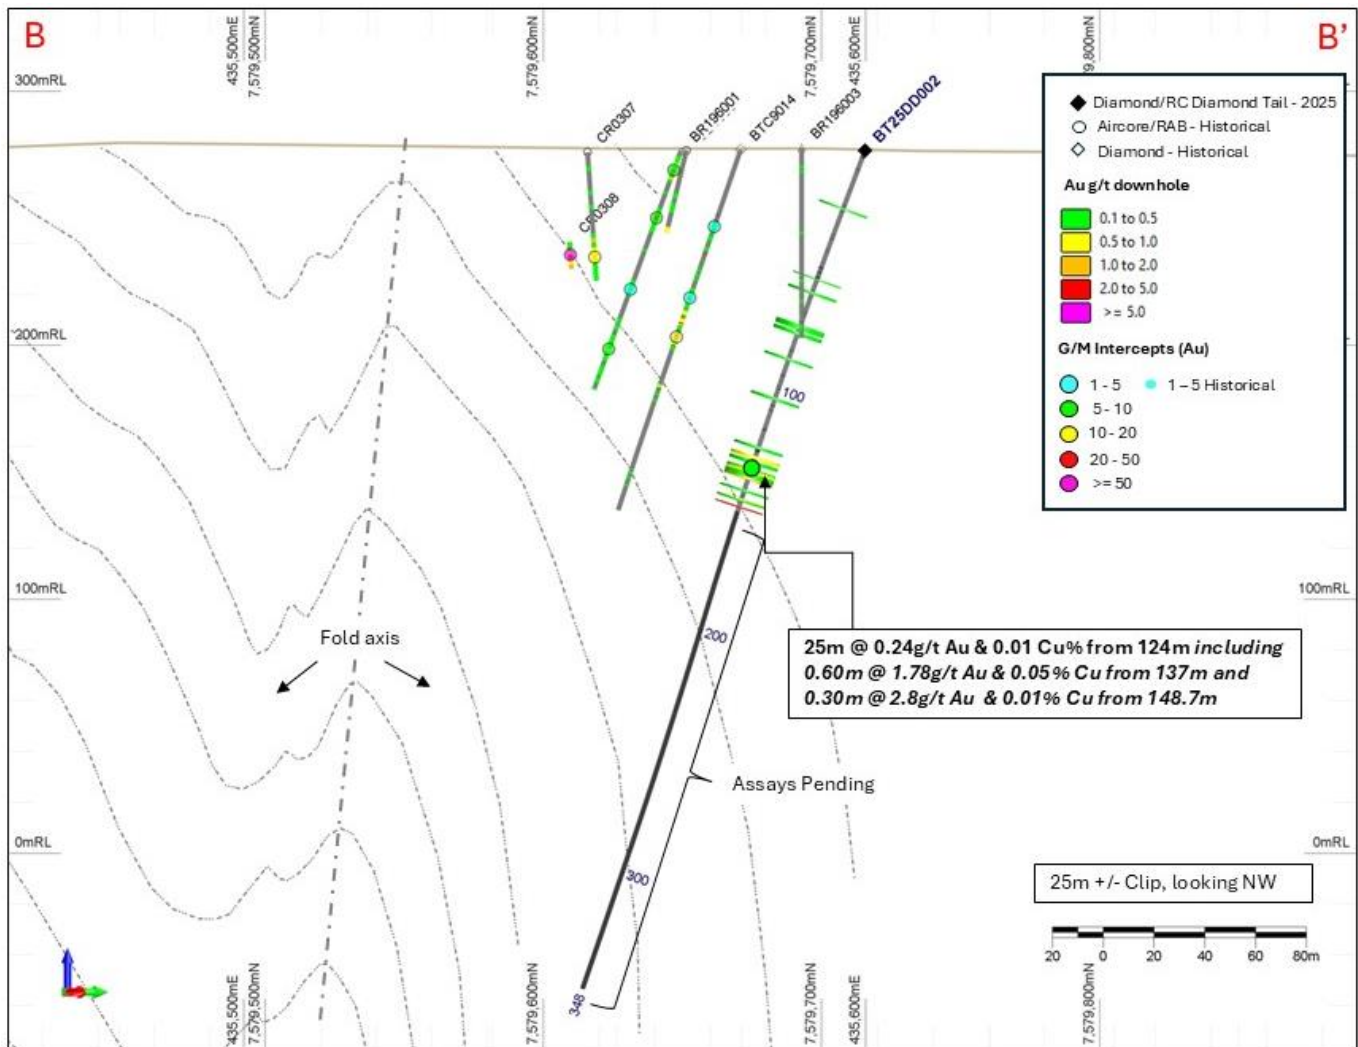 B
B'
435,500mE
7,579,500mN
7,579,600mN
7,579,700mN
435,600mE
,800mN
300mRL
CR0307
BR196001
BTC9014
BR196003
BT25DD002
CR0308
Diamond/RC Diamond Tail - 2025
Aircore/RAB - Historical
Diamond - Historical
Au g/t downhole
0.1 to 0.5
0.5 to 1.0
1.0 to 2.0
2.0 to 5.0
>= 5.0
G/M Intercepts (Au)
1 - 5
1 – 5 Historical
5 - 10
10 - 20
20 - 50
>= 50
200mRL
100
100mRL
100mRL
Fold axis
200
25m @ 0.24g/t Au & 0.01 Cu% from 124m including
0.60m @ 1.78g/t Au & 0.05% Cu from 137m and
0.30m @ 2.8g/t Au & 0.01% Cu from 148.7m
Assays Pending
0mRL
0mRL
300
25m +/- Clip, looking NW
20 0 20 40 60 80m
348
435,500mE
7,579,500mN
7,579,600mN
7,579,700mN
435,600mE
7,579,800mN